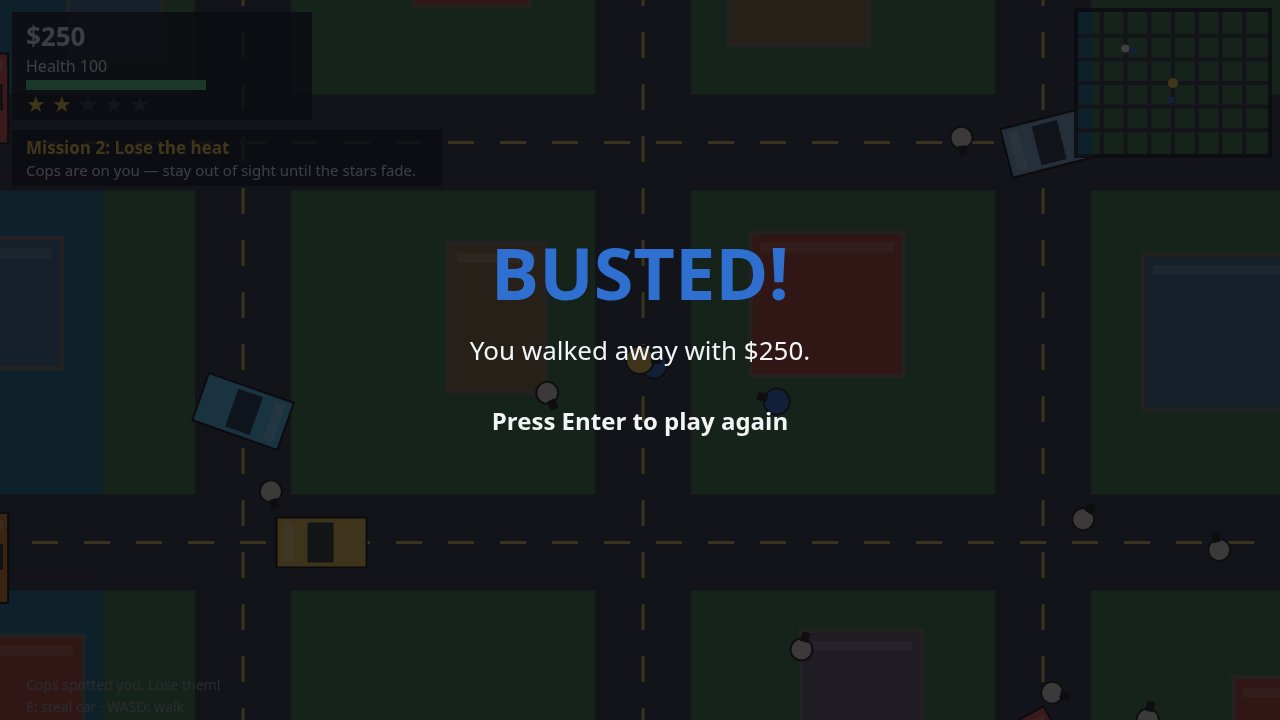 $250
Health 100
★★★★★
Mission 2: Lose the heat
Cops are on you — stay out of sight until the stars fade.
BUSTED!
You walked away with $250.
Press Enter to play again
Cops spotted you. Lose them!
E: steal car · WASD: walk